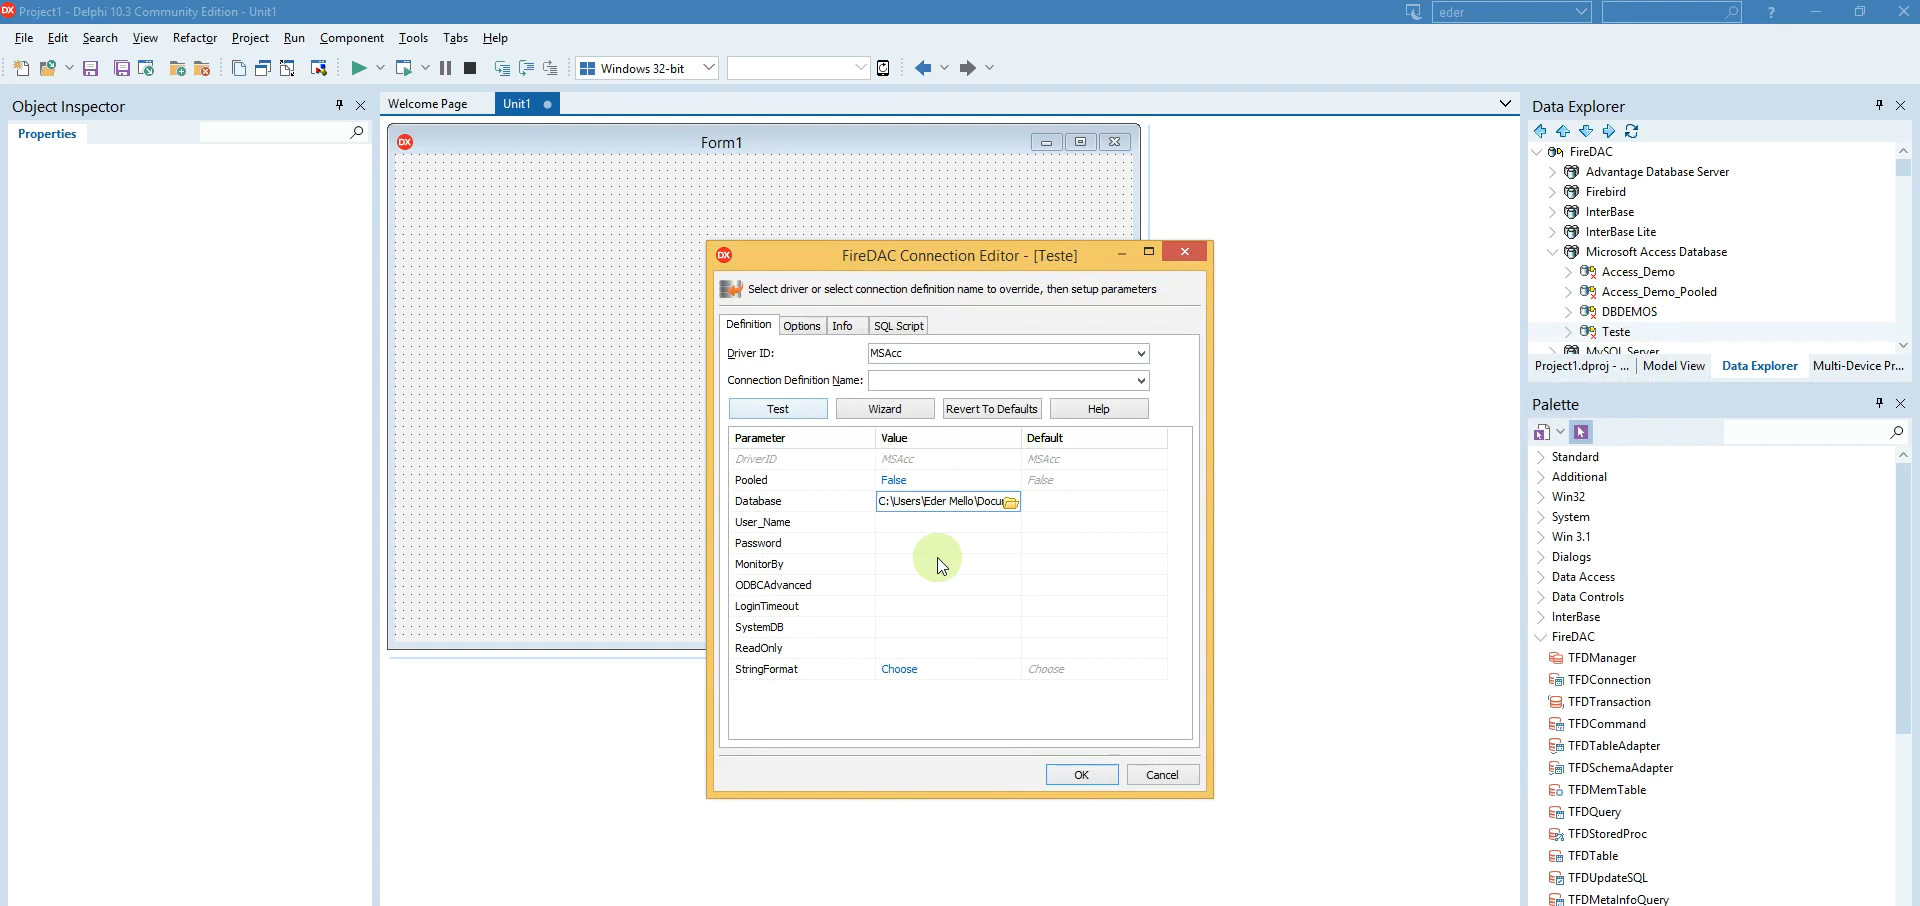 Project1 - Delphi 10.3 Community Edition - Unit1
eder
File Edit Search View Refactor Project Run Component Tools Tabs Help
Windows 32-bit
Object Inspector
Properties
Welcome Page
Unit1
Form1
FireDAC Connection Editor - [Teste]
Select driver or select connection definition name to override, then setup parameters
Definition Options Info SQL Script
Driver ID: MSAcc
Connection Definition Name:
Test Wizard Revert To Defaults Help
Parameter Value Default
DriverID MSAcc MSAcc
Pooled False False
Database C:\Users\Eder Mello\Docu
User_Name
Password
MonitorBy
ODBCAdvanced
LoginTimeout
SystemDB
ReadOnly
StringFormat Choose Choose
OK Cancel
Data Explorer
FireDAC
Advantage Database Server
Firebird
InterBase
InterBase Lite
Microsoft Access Database
Access_Demo
Access_Demo_Pooled
DBDEMOS
Teste
MySQL Server
Project1.dproj - ... Model View Data Explorer Multi-Device Pr...
Palette
Standard
Additional
Win32
System
Win 3.1
Dialogs
Data Access
Data Controls
InterBase
FireDAC
TFDManager
TFDConnection
TFDTransaction
TFDCommand
TFDTableAdapter
TFDSchemaAdapter
TFDMemTable
TFDQuery
TFDStoredProc
TFDTable
TFDUpdateSQL
TFDMetaInfoQuery